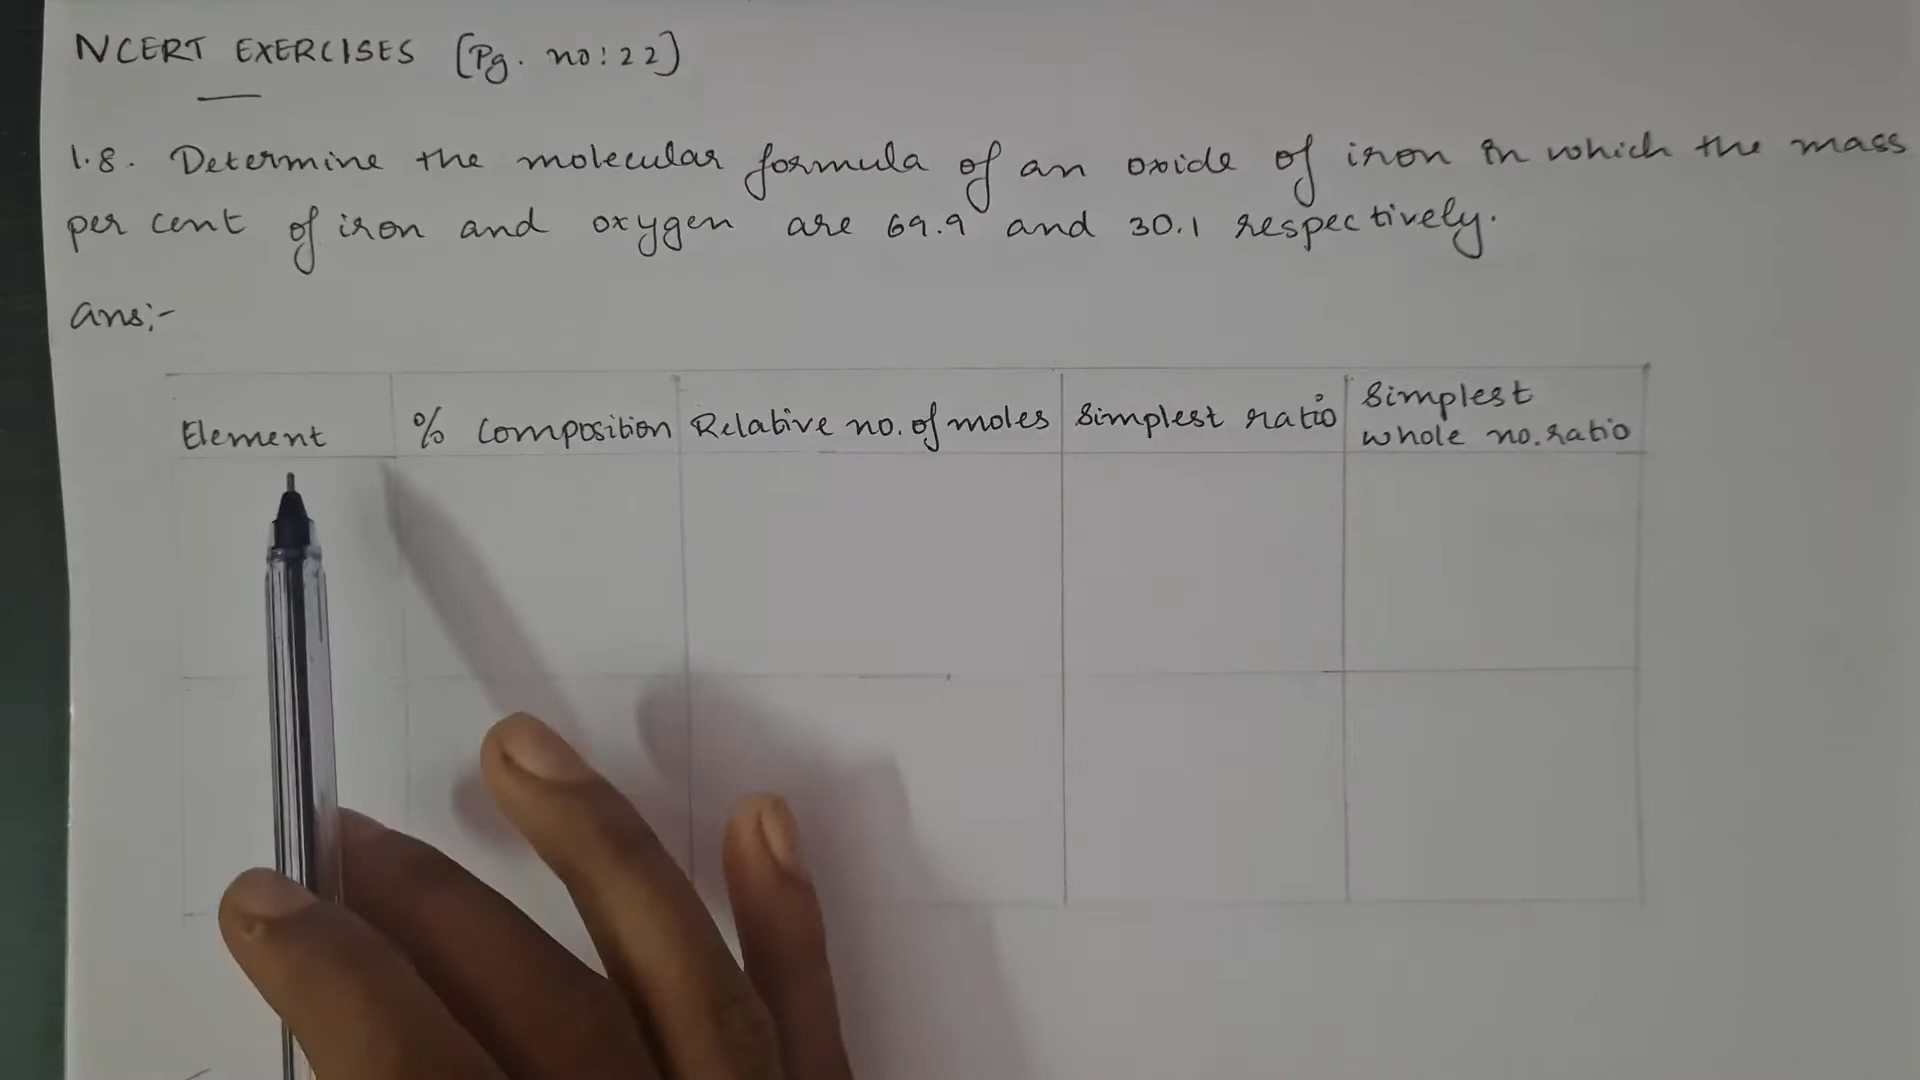 NCERT EXERCISES [Pg. no: 22]
1.8. Determine the molecular formula of an oxide of iron in which the mass
per cent of iron and oxygen are 69.9 and 30.1 respectively.
Ans:-
Element
% Composition
Relative no. of moles
Simplest ratio
Simplest
whole no. ratio